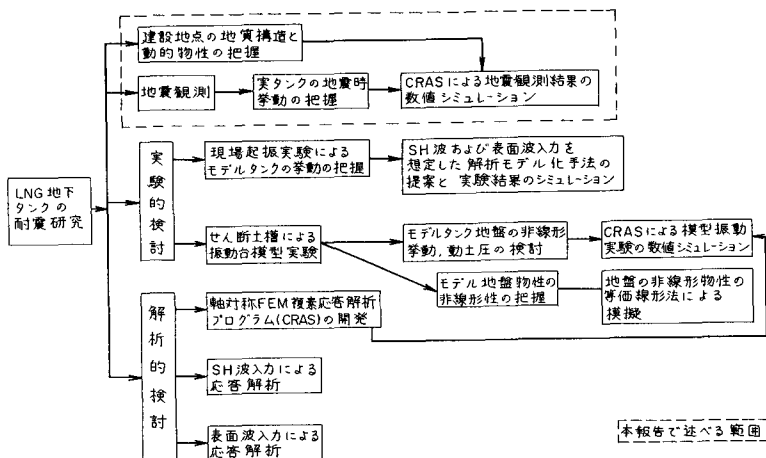 建設地点の地質構造と
動的物性の把握
地震観測
実タンクの地震時
挙動の把握
CRASによる地震観測結果の
数値シミュレーション
LNG地下
タンクの
耐震研究
実験的検討
現場起振実験による
モデルタンクの挙動の把握
SH波および表面波入力を
想定した解析モデル化手法の
提案と実験結果のシミュレーション
せん断土槽による
振動台模型実験
モデルタンク地盤の非線形
挙動,動土圧の検討
CRASによる模型振動
実験の数値シミュレーション
モデル地盤物性の
非線形性の把握
地盤の非線形物性の
等価線形法による
模擬
解析的検討
軸対称FEM複素応答解析
プログラム(CRAS)の開発
SH波入力による
応答解析
表面波入力による
応答解析
本報告で述べる範囲